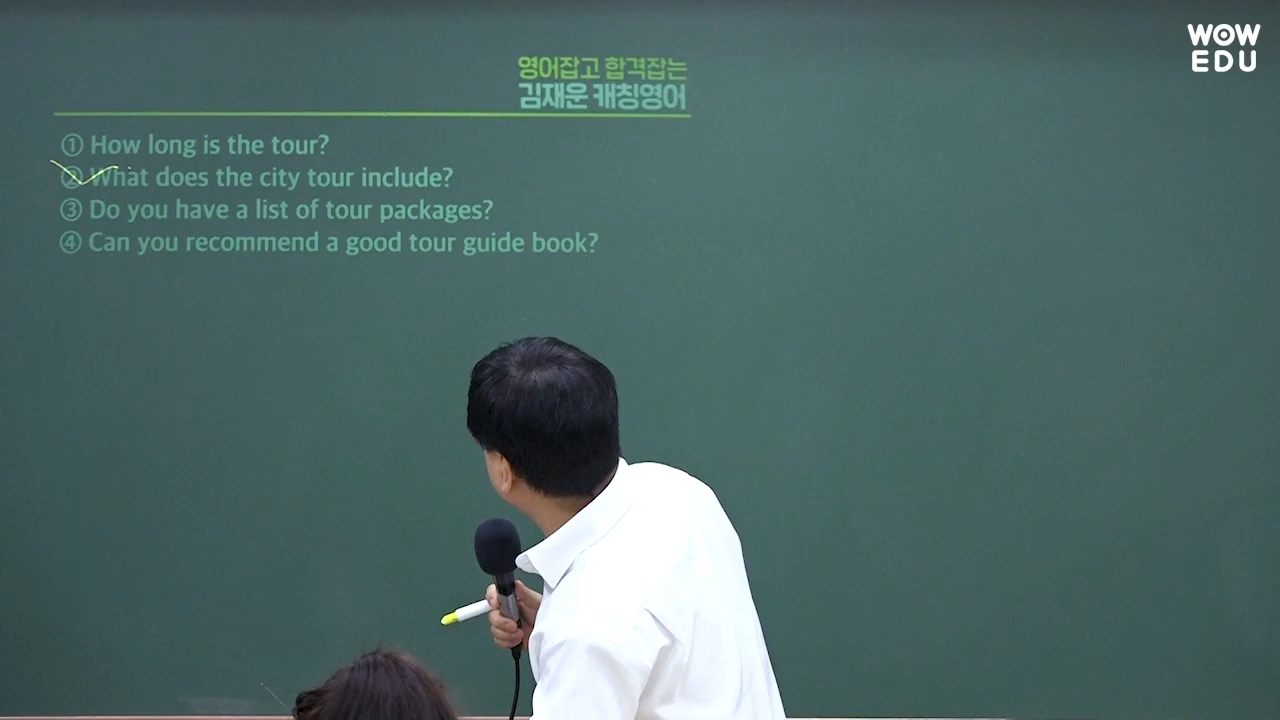 WOW
EDU
영어잡고 합격잡는
김재운 캐칭영어
① How long is the tour?
② What does the city tour include?
③ Do you have a list of tour packages?
④ Can you recommend a good tour guide book?